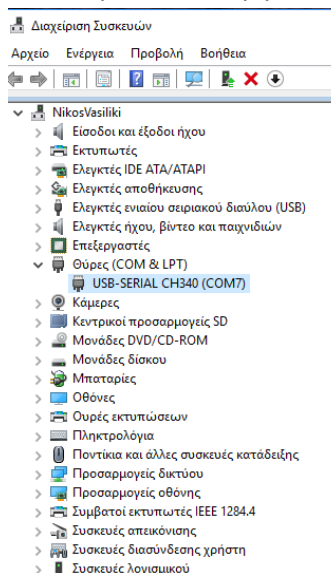 Διαχείριση Συσκευών
Αρχείο Ενέργεια Προβολή Βοήθεια
NikosVasiliki
Είσοδοι και έξοδοι ήχου
Εκτυπωτές
Ελεγκτές IDE ATA/ATAPI
Ελεγκτές αποθήκευσης
Ελεγκτές ενιαίου σειριακού διαύλου (USB)
Ελεγκτές ήχου, βίντεο και παιχνιδιών
Επεξεργαστές
Θύρες (COM & LPT)
USB-SERIAL CH340 (COM7)
Κάμερες
Κεντρικοί προσαρμογείς SD
Μονάδες DVD/CD-ROM
Μονάδες δίσκου
Μπαταρίες
Οθόνες
Ουρές εκτυπώσεων
Πληκτρολόγια
Ποντίκια και άλλες συσκευές κατάδειξης
Προσαρμογείς δικτύου
Προσαρμογείς οθόνης
Συμβατοί εκτυπωτές IEEE 1284.4
Συσκευές απεικόνισης
Συσκευές διασύνδεσης χρήστη
Συσκευές λογισμικού